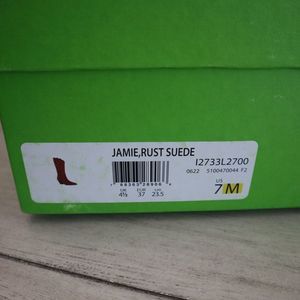 JAMIE,RUST SUEDE
I2733L2700
0622 5100470044 F2
UK EUR cm
4½ 37 23.5
US
7 M